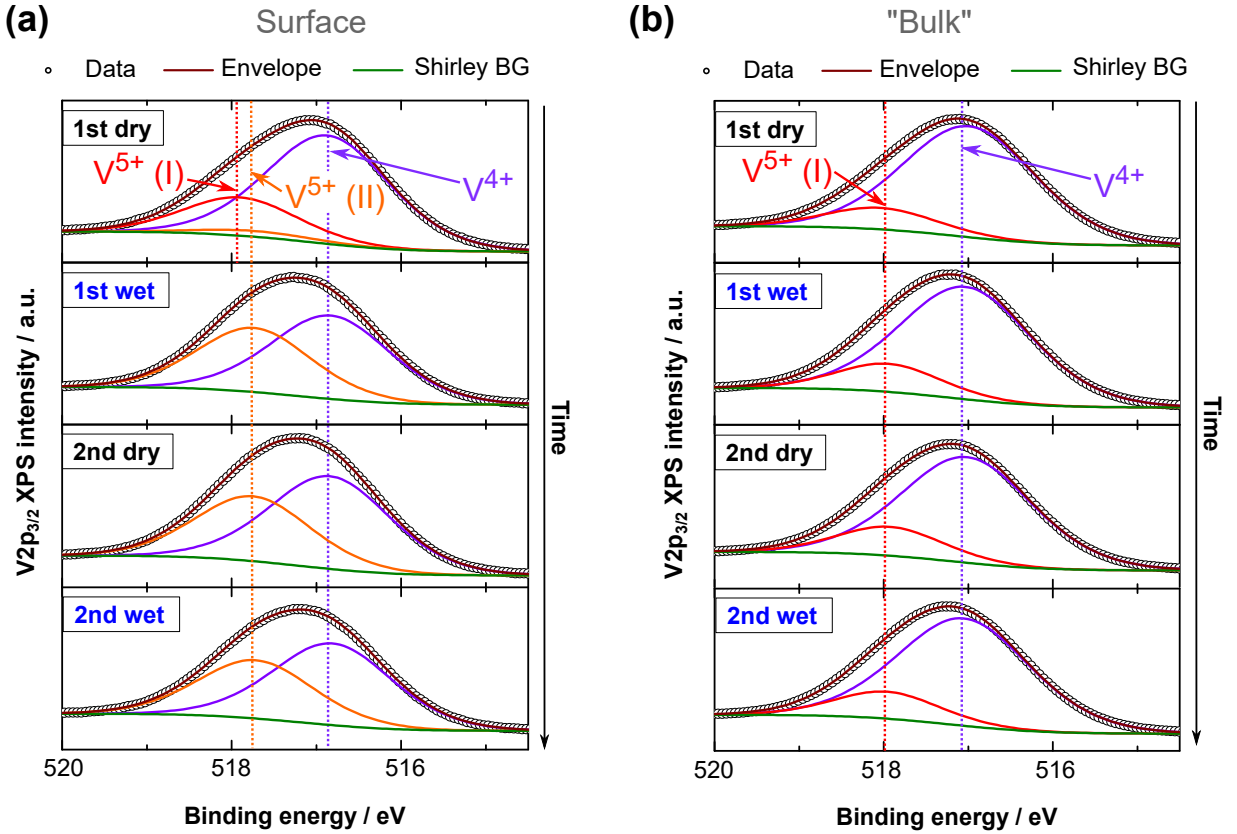 (a) Surface
Data Envelope Shirley BG
1st dry
V5+ (I)
V5+ (II)
V4+
1st wet
2nd dry
2nd wet
V2p3/2 XPS intensity / a.u.
Time
520 518 516
Binding energy / eV
(b) "Bulk"
Data Envelope Shirley BG
1st dry
V5+ (I)
V4+
1st wet
2nd dry
2nd wet
V2p3/2 XPS intensity / a.u.
Time
520 518 516
Binding energy / eV